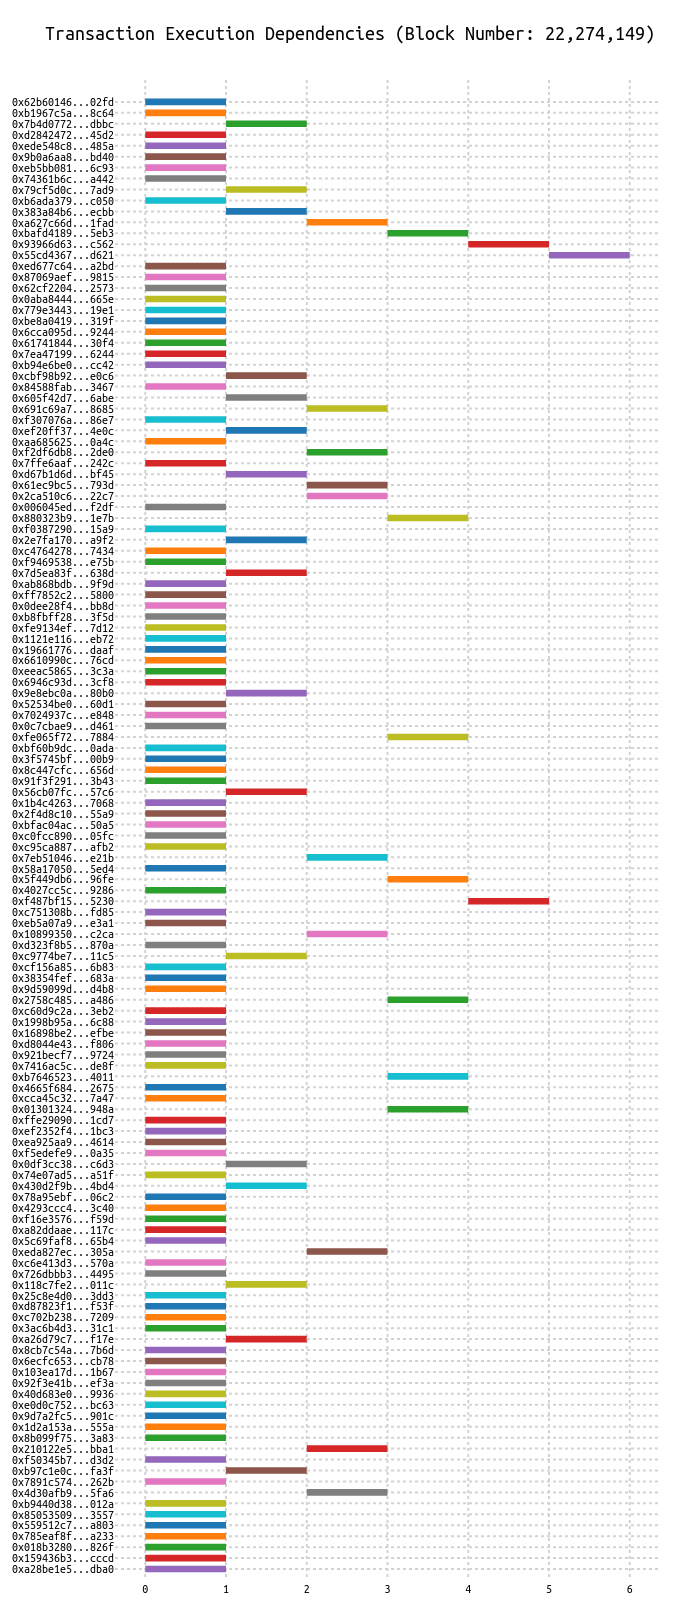 Transaction Execution Dependencies (Block Number: 22,274,149)
0x62b60146...02fd
0xb1967c5a...8c64
0x7b4d0772...dbbc
0xd2842472...45d2
0xede548c8...485a
0x9b0a6aa8...bd40
0xeb5bb081...6c93
0x74361b6c...a442
0x79cf5d0c...7ad9
0xb6ada379...c050
0x383a84b6...ecbb
0xa627c66d...1fad
0xbafd4189...5eb3
0x93966d63...c562
0x55cd4367...d621
0xed677c64...a2bd
0x87069aef...9815
0x62cf2204...2573
0x0aba8444...665e
0x779e3443...19e1
0xbe8a0419...319f
0x6cca095d...9244
0x61741844...30f4
0x7ea47199...6244
0xb94e6be0...cc42
0xcbf98b92...e0c6
0x84588fab...3467
0x605f42d7...6abe
0x691c69a7...8685
0xf307076a...86e7
0xef20ff37...4e0c
0xaa685625...0a4c
0xf2df6db8...2de0
0x7ffe6aaf...242c
0xd67b1d6d...bf45
0x61ec9bc5...793d
0x2ca510c6...22c7
0x006045ed...f2df
0x880323b9...1e7b
0xf0387290...15a9
0x2e7fa170...a9f2
0xc4764278...7434
0xf9469538...e75b
0x7d5ea83f...638d
0xab868bdb...9f9d
0xff7852c2...5800
0x0dee28f4...bb8d
0xb8fbff28...3f5d
0xfe9134ef...7d12
0x1121e116...eb72
0x19661776...daaf
0x6610990c...76cd
0xeeac5865...3c3a
0x6946c93d...3cf8
0x9e8ebc0a...80b0
0x52534be0...60d1
0x7024937c...e848
0x0c7cbae9...d461
0xfe065f72...7884
0xbf60b9dc...0ada
0x3f5745bf...00b9
0x8c447cfc...656d
0x91f3f291...3b43
0x56cb07fc...57c6
0x1b4c4263...7068
0x2f4d8c10...55a9
0xbfac04ac...50a5
0xc0fcc890...05fc
0xc95ca887...afb2
0x7eb51046...e21b
0x58a17050...5ed4
0x5f449db6...96fe
0x4027cc5c...9286
0xf487bf15...5230
0xc751308b...fd85
0xeb5a07a9...e3a1
0x10899350...c2ca
0xd323f8b5...870a
0xc9774be7...11c5
0xcf156a85...6b83
0x38354fef...683a
0x9d59099d...d4b8
0x2758c485...a486
0xc60d9c2a...3eb2
0x1998b95a...6c88
0x16898be2...efbe
0xd8044e43...f806
0x921becf7...9724
0x7416ac5c...de8f
0xb7646523...4011
0x4665f684...2675
0xcca45c32...7a47
0x01301324...948a
0xffe29090...1cd7
0xef2352f4...1bc3
0xea925aa9...4614
0xf5edefe9...0a35
0x0df3cc38...c6d3
0x74e07ad5...a51f
0x430d2f9b...4bd4
0x78a95ebf...06c2
0x4293ccc4...3c40
0xf16e3576...f59d
0xa82ddaae...117c
0x5c69faf8...65b4
0xeda827ec...305a
0xc6e413d3...570a
0x726dbbb3...4495
0x118c7fe2...011c
0x25c8e4d0...3dd3
0xd87823f1...f53f
0xc702b238...7209
0x3ac6b4d3...31c1
0xa26d79c7...f17e
0x8cb7c54a...7b6d
0x6ecfc653...cb78
0x103ea17d...1b67
0x92f3e41b...ef3a
0x40d683e0...9936
0xe0d0c752...bc63
0x9d7a2fc5...901c
0x1d2a153a...555a
0x8b099f75...3a83
0x210122e5...bba1
0xf50345b7...d3d2
0xb97c1e0c...fa3f
0x7891c574...262b
0x4d30afb9...5fa6
0xb9440d38...012a
0x85053509...3557
0x559512c7...a803
0x785eaf8f...a233
0x018b3280...826f
0x159436b3...cccd
0xa28be1e5...dba0
0 1 2 3 4 5 6